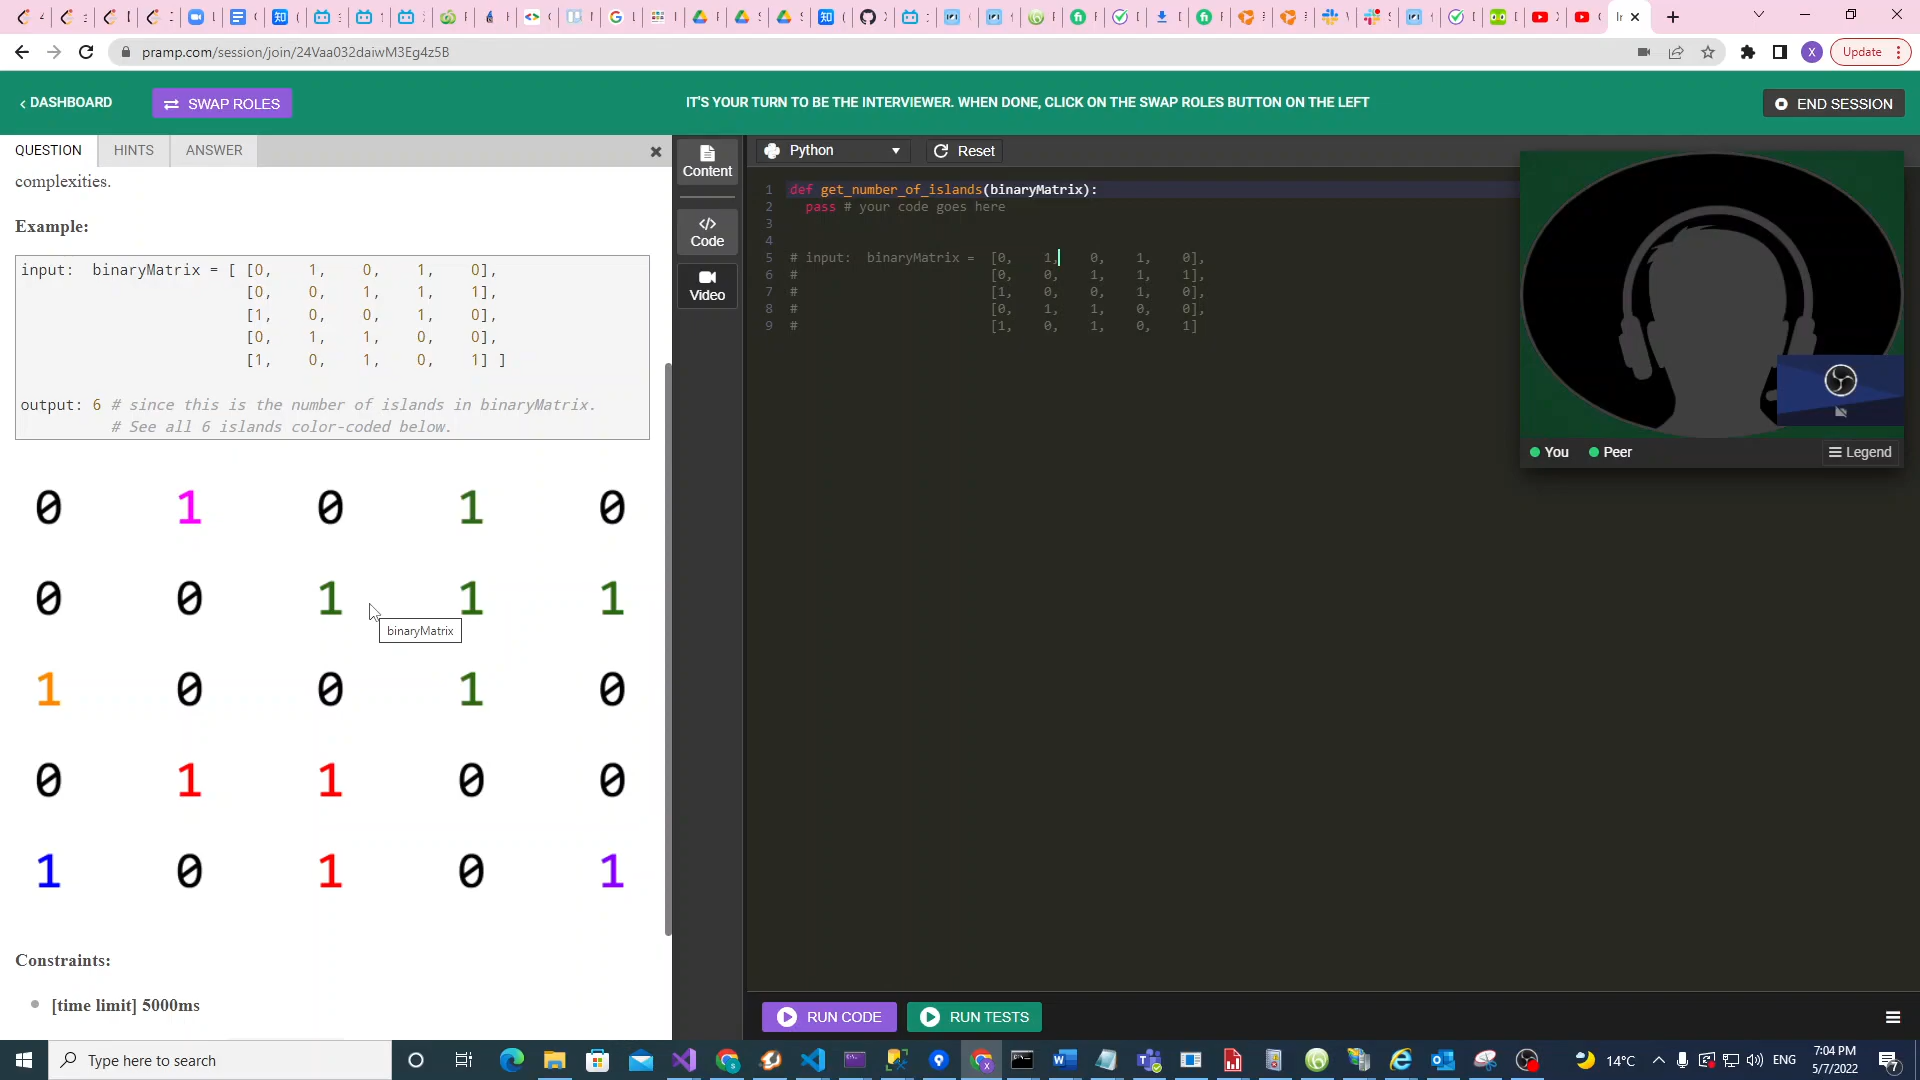 pramp.com/session/join/24Vaa032daiwM3Eg4z5B
X
Update
DASHBOARD
SWAP ROLES
IT'S YOUR TURN TO BE THE INTERVIEWER. WHEN DONE, CLICK ON THE SWAP ROLES BUTTON ON THE LEFT
END SESSION
QUESTION HINTS ANSWER
complexities.
Example:
input:  binaryMatrix = [ [0,    1,    0,    1,    0],
[0,    0,    1,    1,    1],
[1,    0,    0,    1,    0],
[0,    1,    1,    0,    0],
[1,    0,    1,    0,    1] ]
output: 6 # since this is the number of islands in binaryMatrix.
# See all 6 islands color-coded below.
0 1 0 1 0
0 0 1 1 1
binaryMatrix
1 0 0 1 0
0 1 1 0 0
1 0 1 0 1
Constraints:
[time limit] 5000ms
Content
Code
Video
Python
Reset
1 def get_number_of_islands(binaryMatrix):
2 pass # your code goes here
3
4
5 # input:  binaryMatrix =  [0,    1,    0,    1,    0],
6 # [0,    0,    1,    1,    1],
7 # [1,    0,    0,    1,    0],
8 # [0,    1,    1,    0,    0],
9 # [1,    0,    1,    0,    1]
You Peer Legend
RUN CODE RUN TESTS
Type here to search
14°C
ENG
7:04 PM
5/7/2022
7